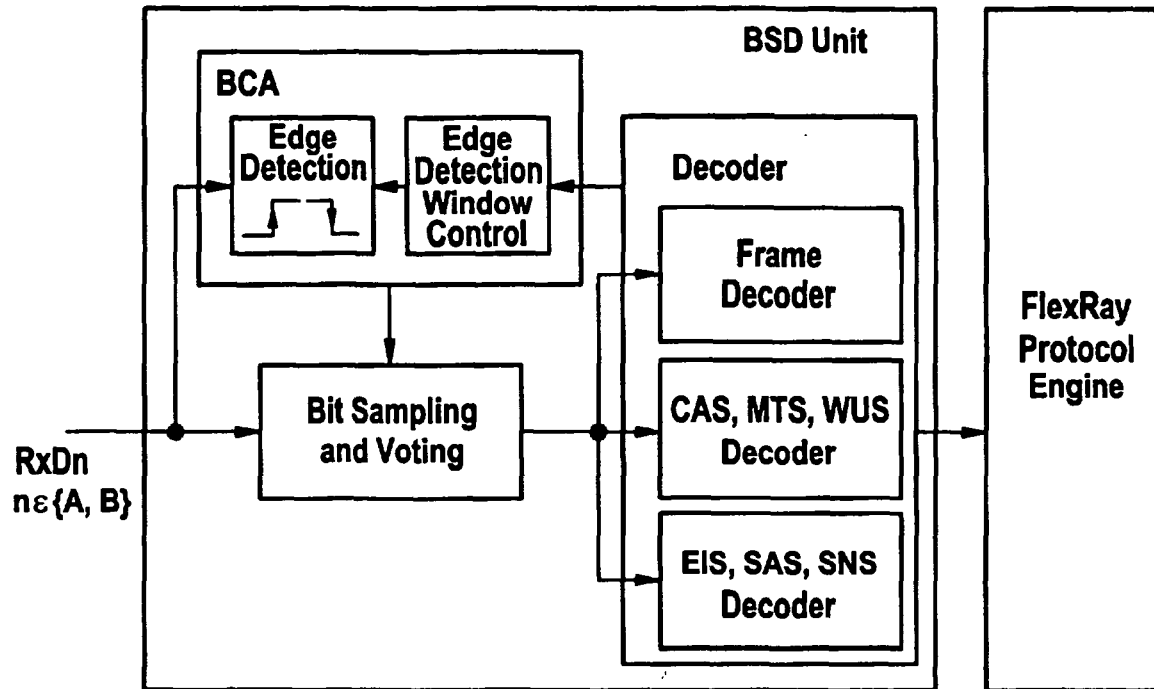 BSD Unit
BCA
Edge
Detection
Edge
Detection
Window
Control
Decoder
Frame
Decoder
FlexRay
Protocol
Engine
Bit Sampling
and Voting
CAS, MTS, WUS
Decoder
RxDn
nε{A, B}
EIS, SAS, SNS
Decoder